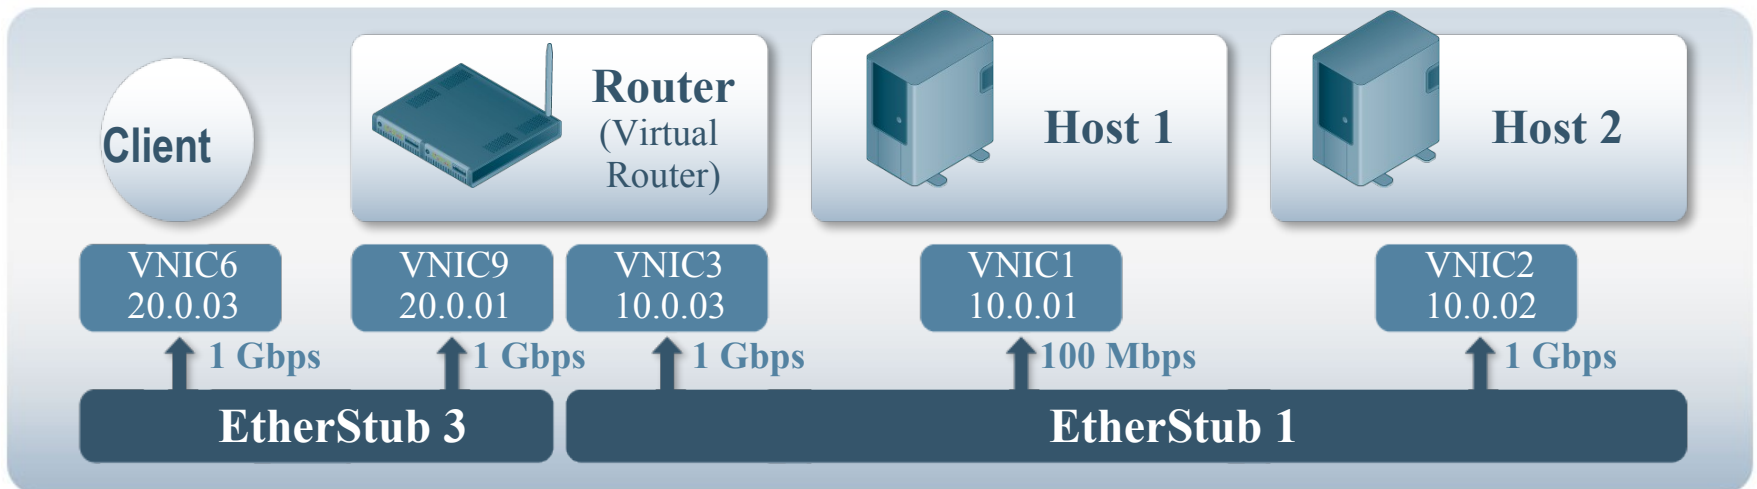 Client
Router
(Virtual
Router)
Host 1
Host 2
VNIC6
20.0.03
VNIC9
20.0.01
VNIC3
10.0.03
VNIC1
10.0.01
VNIC2
10.0.02
1 Gbps
1 Gbps
1 Gbps
100 Mbps
1 Gbps
EtherStub 3
EtherStub 1